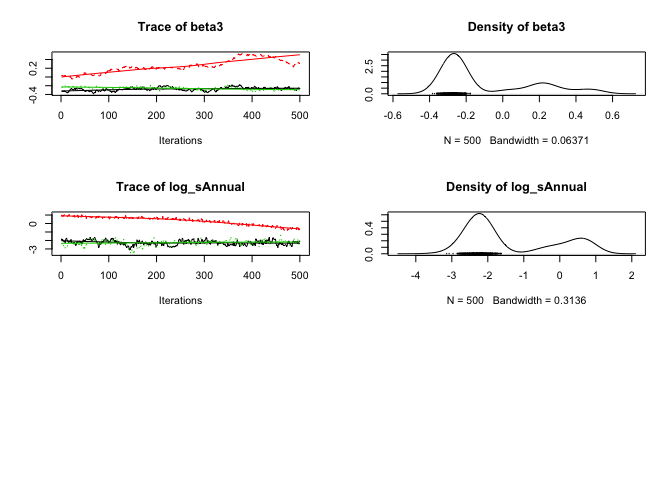 Trace of beta3
0.2
-0.4
0 100 200 300 400 500
Iterations
Density of beta3
2.5
0.0
-0.6 -0.4 -0.2 0.0 0.2 0.4 0.6
N = 500 Bandwidth = 0.06371
Trace of log_sAnnual
0
-3
0 100 200 300 400 500
Iterations
Density of log_sAnnual
0.4
0.0
-4 -3 -2 -1 0 1 2
N = 500 Bandwidth = 0.3136